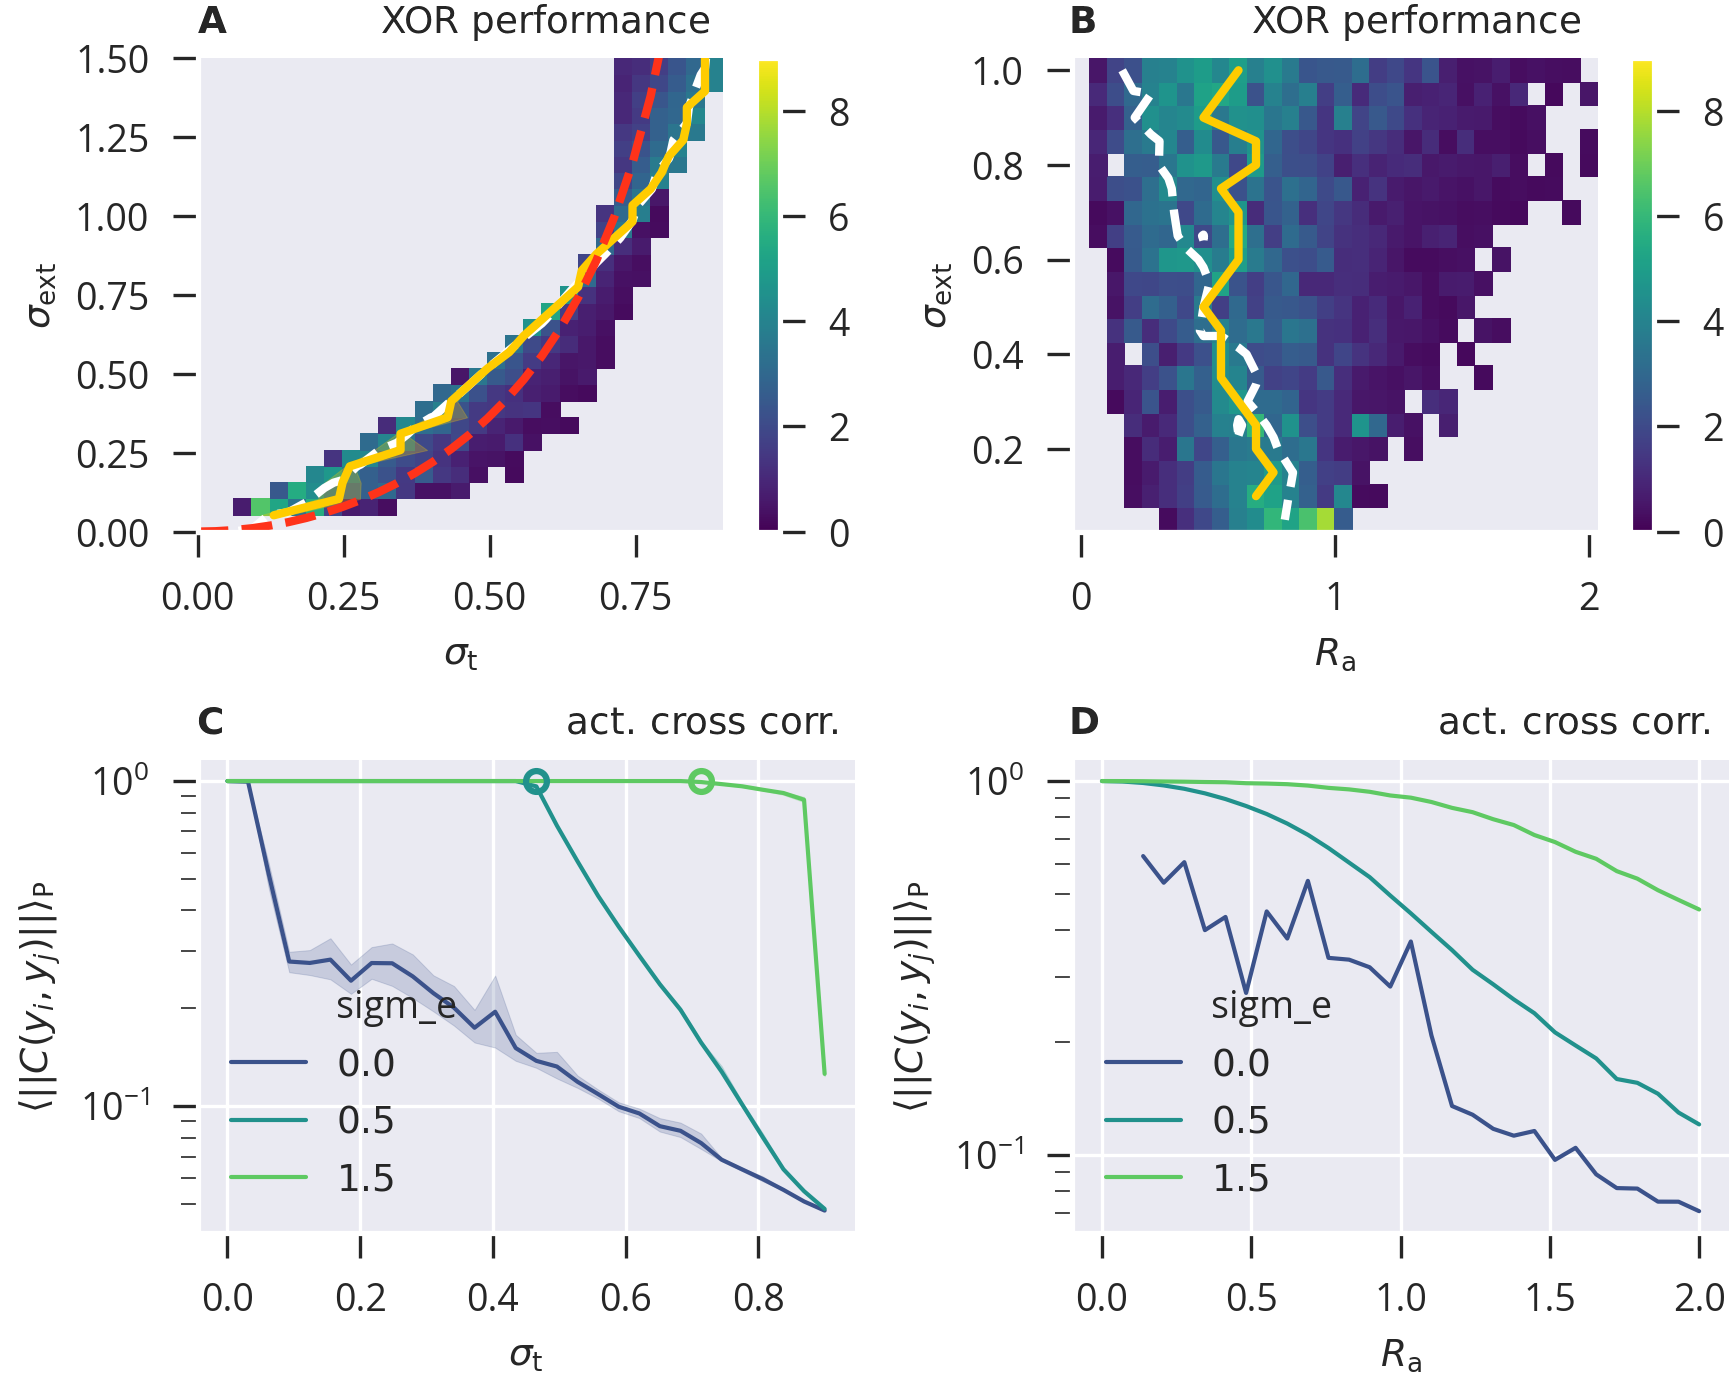 A XOR performance
1.50
1.25
1.00
0.75
0.50
0.25
0.00
σext
0.00 0.25 0.50 0.75
σt
8
6
4
2
0
B XOR performance
1.0
0.8
0.6
0.4
0.2
σext
0 1 2
Ra
8
6
4
2
0
C act. cross corr.
10⁰
10⁻¹
⟨||C(yi, yj)||⟩P
sigm_e
0.0
0.5
1.5
0.0 0.2 0.4 0.6 0.8
σt
D act. cross corr.
10⁰
10⁻¹
⟨||C(yi, yj)||⟩P
sigm_e
0.0
0.5
1.5
0.0 0.5 1.0 1.5 2.0
Ra